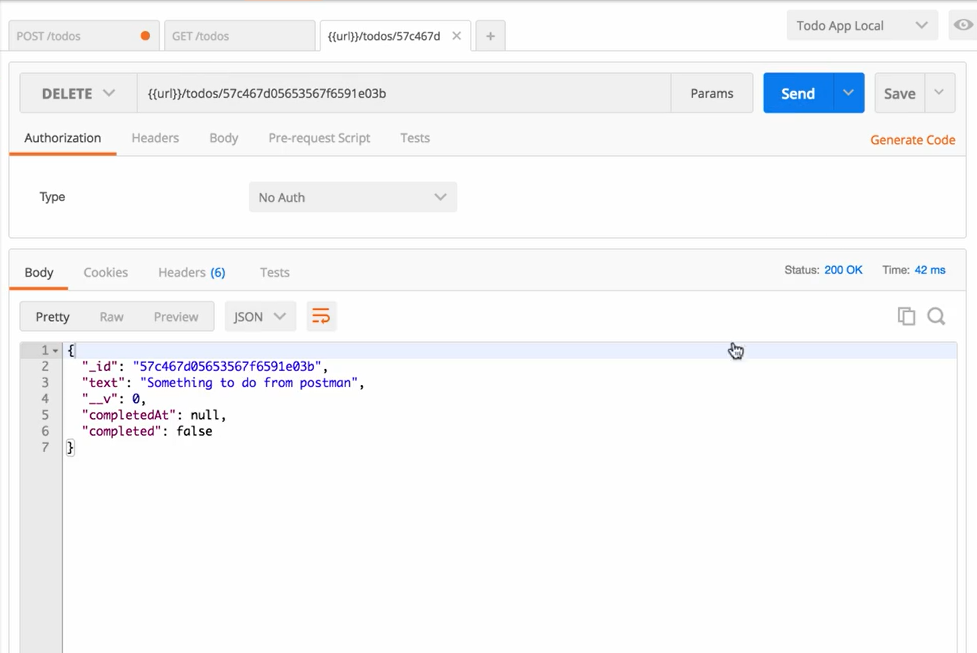 POST /todos GET /todos {{url}}/todos/57c467d + Todo App Local
DELETE {{url}}/todos/57c467d05653567f6591e03b Params Send Save
Authorization Headers Body Pre-request Script Tests Generate Code
Type No Auth
Body Cookies Headers (6) Tests Status: 200 OK Time: 42 ms
Pretty Raw Preview JSON
1 {
2 "_id": "57c467d05653567f6591e03b",
3 "text": "Something to do from postman",
4 "__v": 0,
5 "completedAt": null,
6 "completed": false
7 }